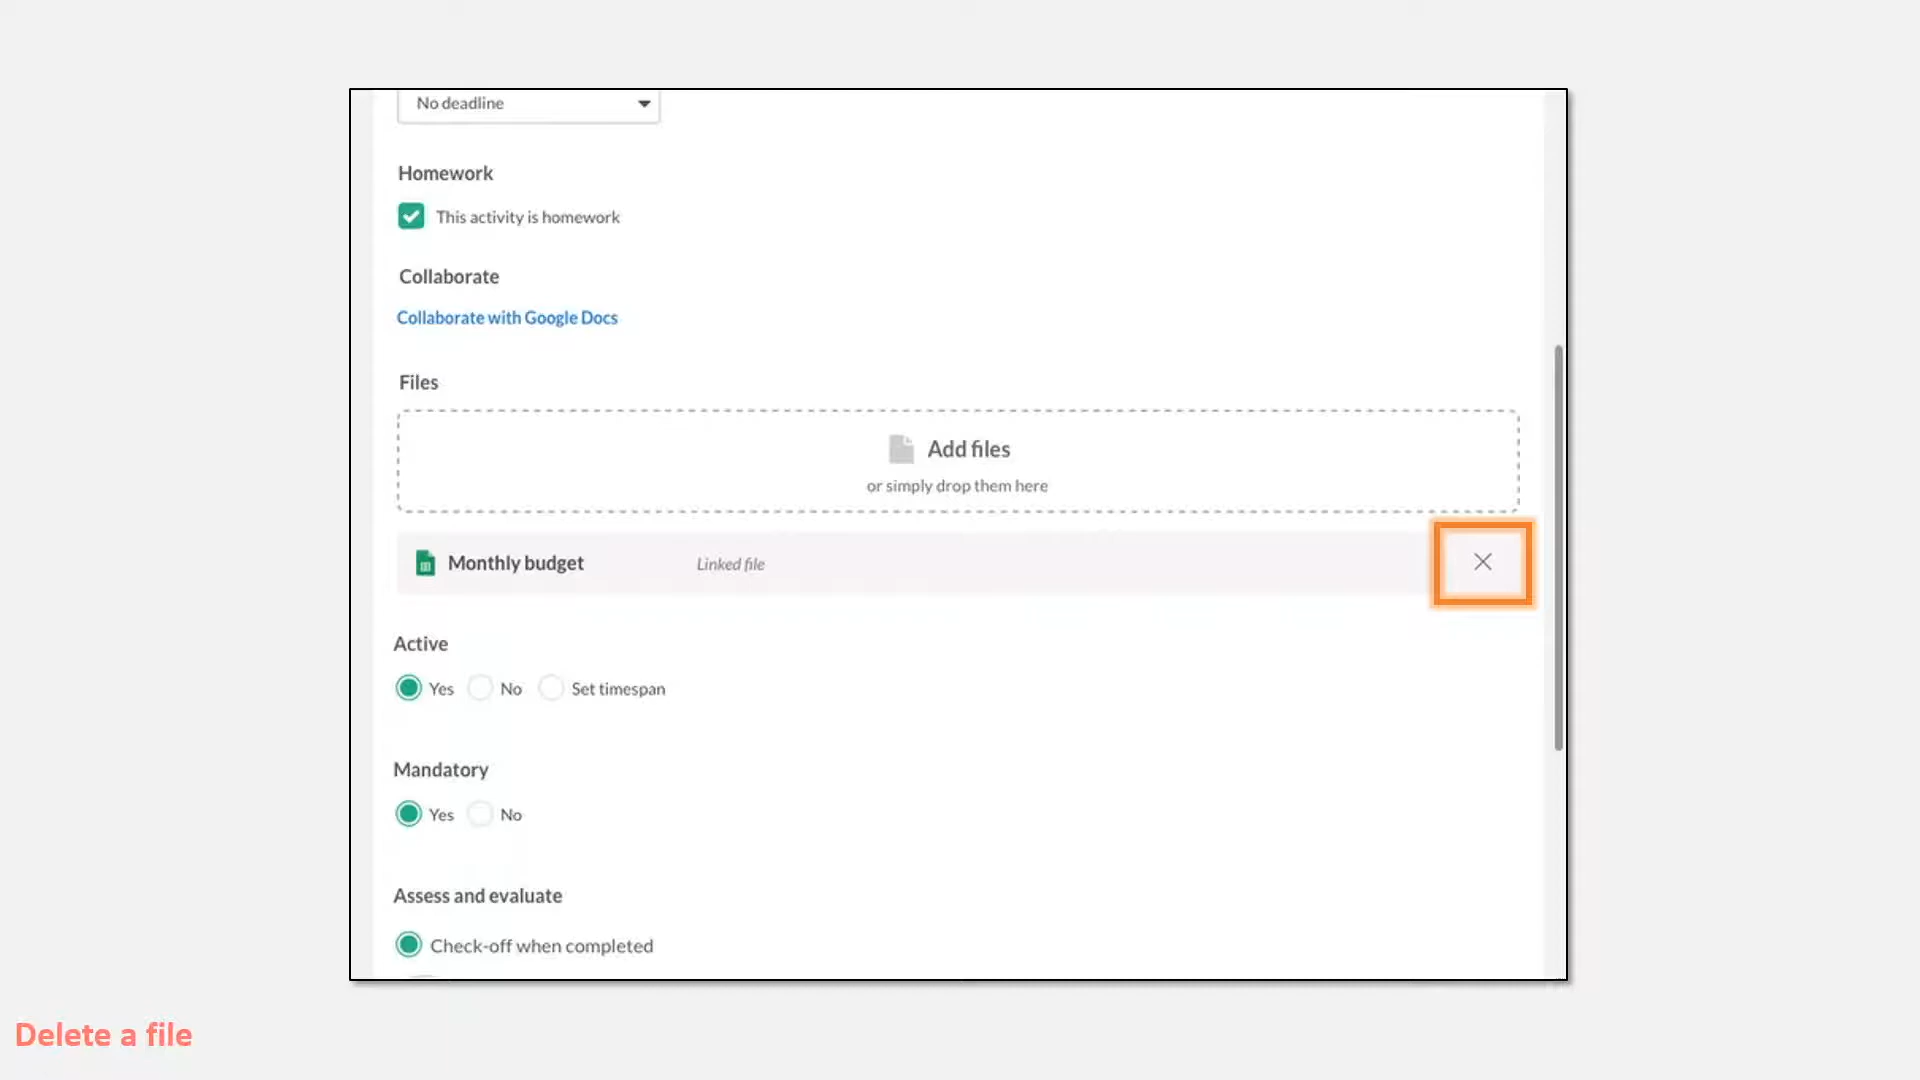 No deadline
Homework
This activity is homework
Collaborate
Collaborate with Google Docs
Files
Add files
or simply drop them here
Monthly budget Linked file
Active
Yes No Set timespan
Mandatory
Yes No
Assess and evaluate
Check-off when completed
Delete a file